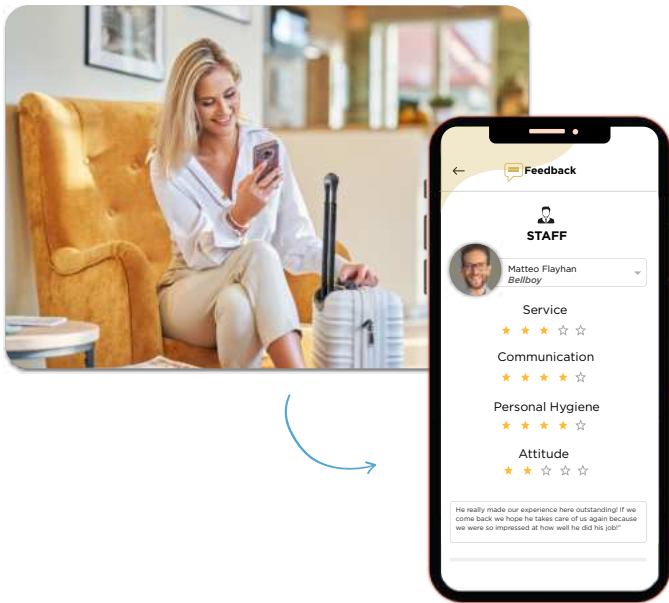 Feedback
STAFF
Matteo Flayhan
Bellboy
Service
Communication
Personal Hygiene
Attitude
He really made our experience here outstanding! If we
come back we hope he takes care of us again because
we were so impressed at how well he did his job!"